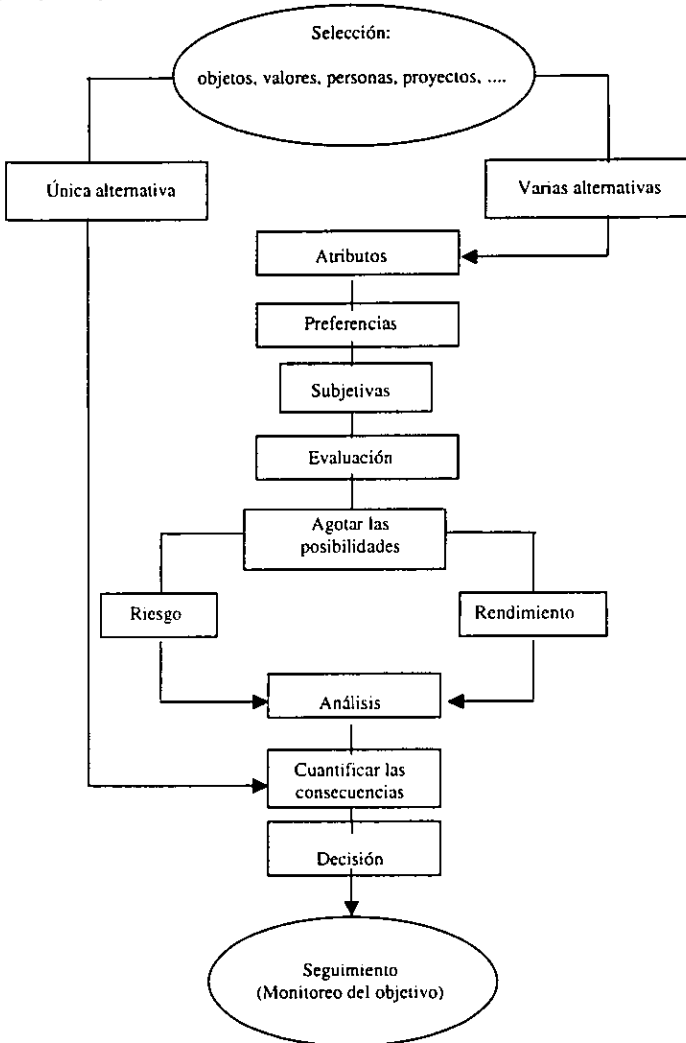 Selección:
objetos, valores, personas, proyectos, ....
Única alternativa
Varias alternativas
Atributos
Preferencias
Subjetivas
Evaluación
Agotar las
posibilidades
Riesgo
Rendimiento
Análisis
Cuantificar las
consecuencias
Decisión
Seguimiento
(Monitoreo del objetivo)